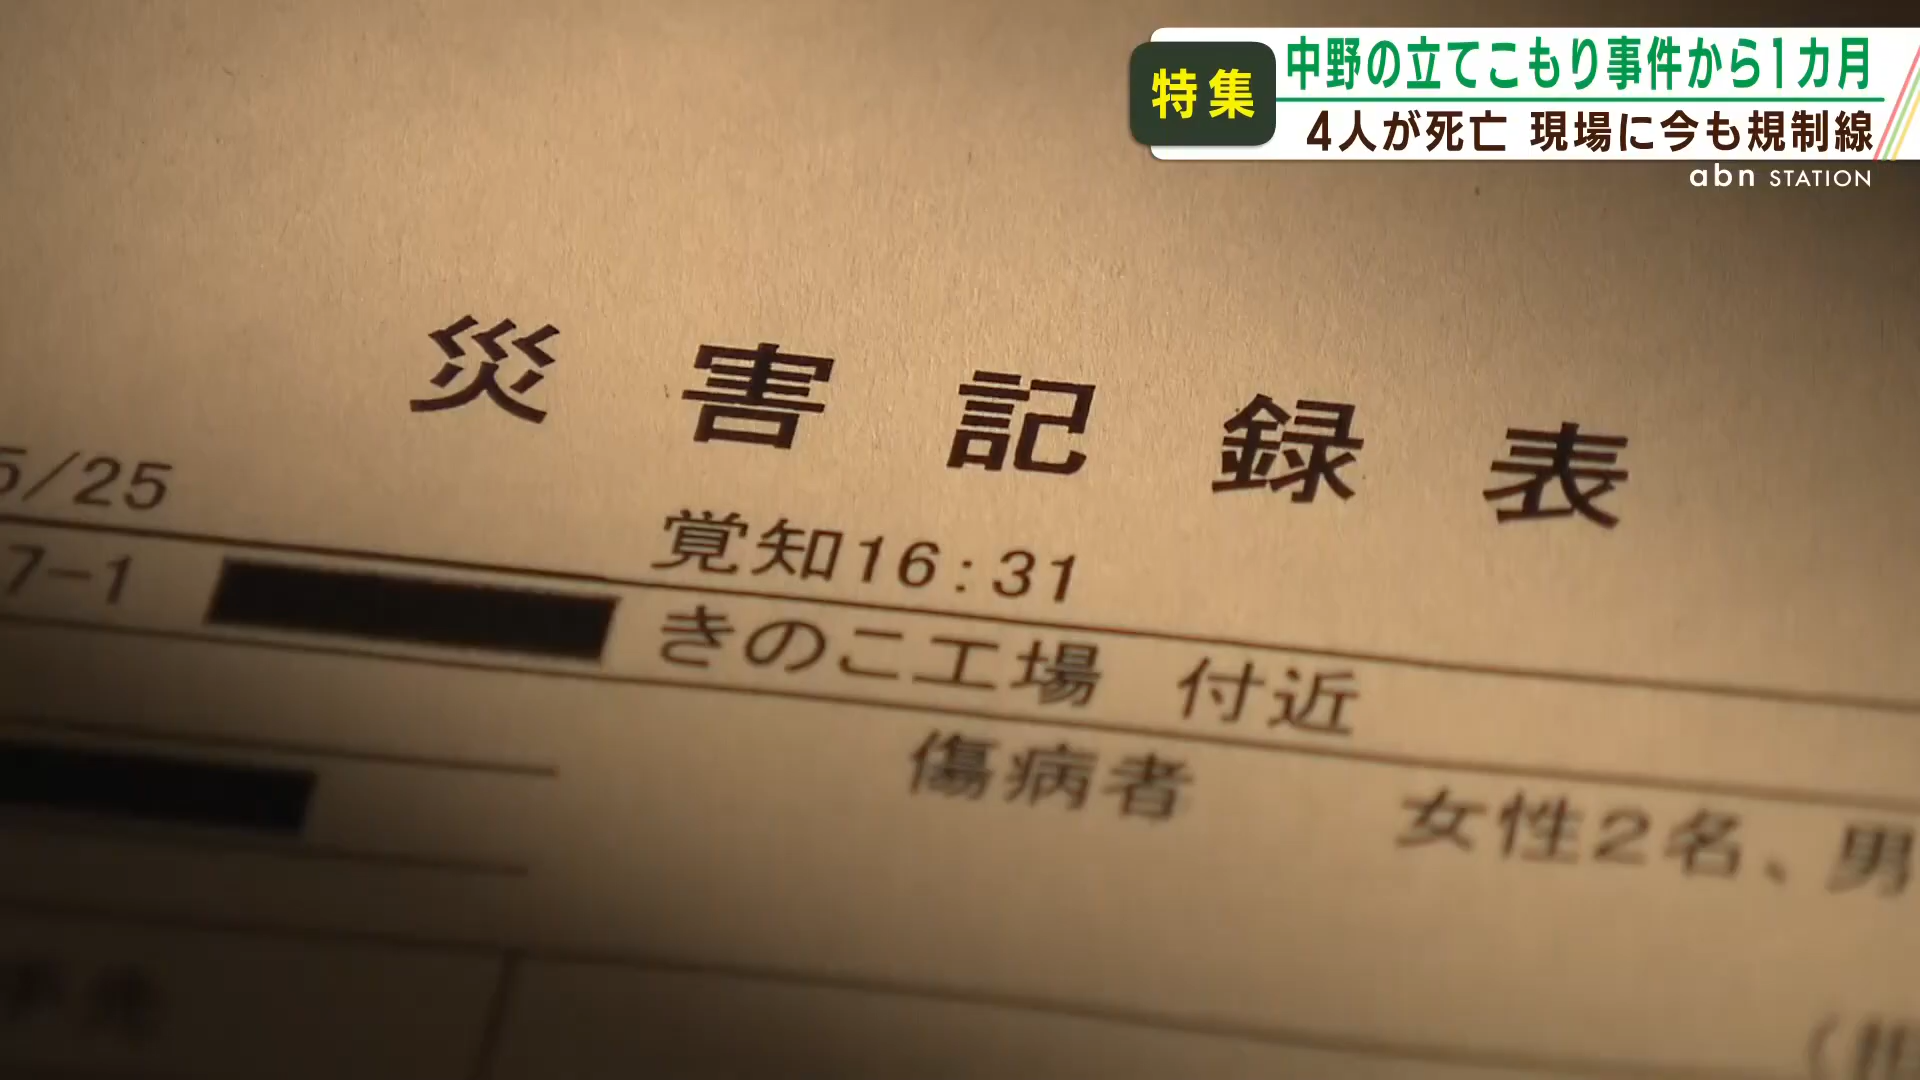 特集
中野の立てこもり事件から1カ月
4人が死亡 現場に今も規制線
abn STATION
災害記録表
5/25
覚知16:31
7-1
きのこ工場 付近
傷病者 女性2名、男